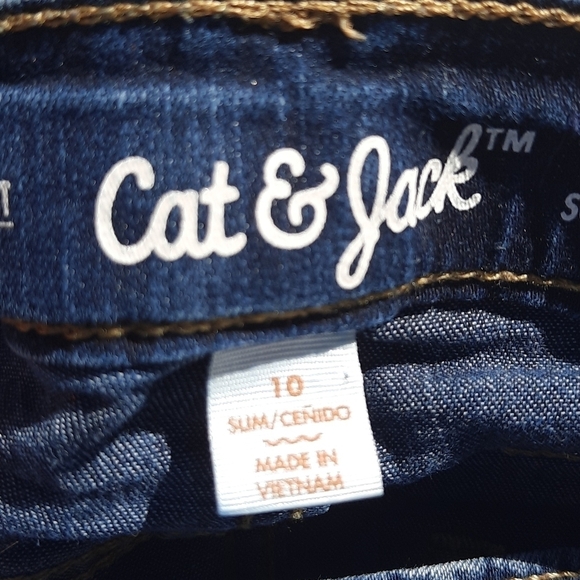 Cat & Jack™
10
SLIM/CEÑIDO
MADE IN
VIETNAM